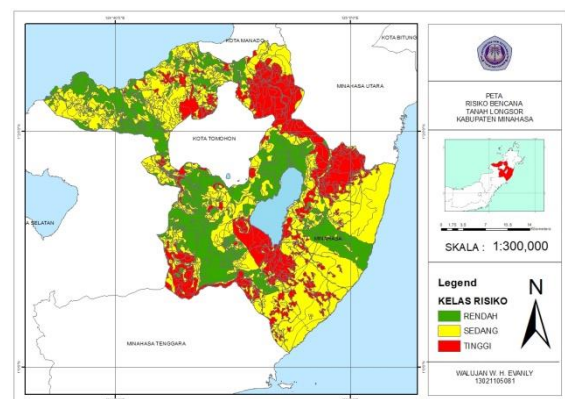 KOTA MANADO
KOTA BITUNG
MINAHASA UTARA
KOTA TOMOHON
MINAHASA
SELATAN
MINAHASA TENGGARA
PETA
RISIKO BENCANA
TANAH LONGSOR
KABUPATEN MINAHASA
SKALA : 1:300,000
Legend
N
KELAS RISIKO
RENDAH
SEDANG
TINGGI
WALUJAN W. H. EVANLY
13021105081